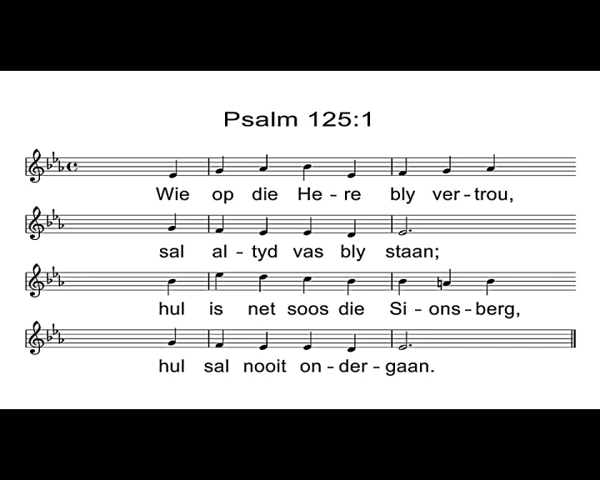 Psalm 125:1
Wie op die He-re bly ver-trou,
sal al-tyd vas bly staan;
hul is net soos die Si-ons-berg,
hul sal nooit on-der-gaan.